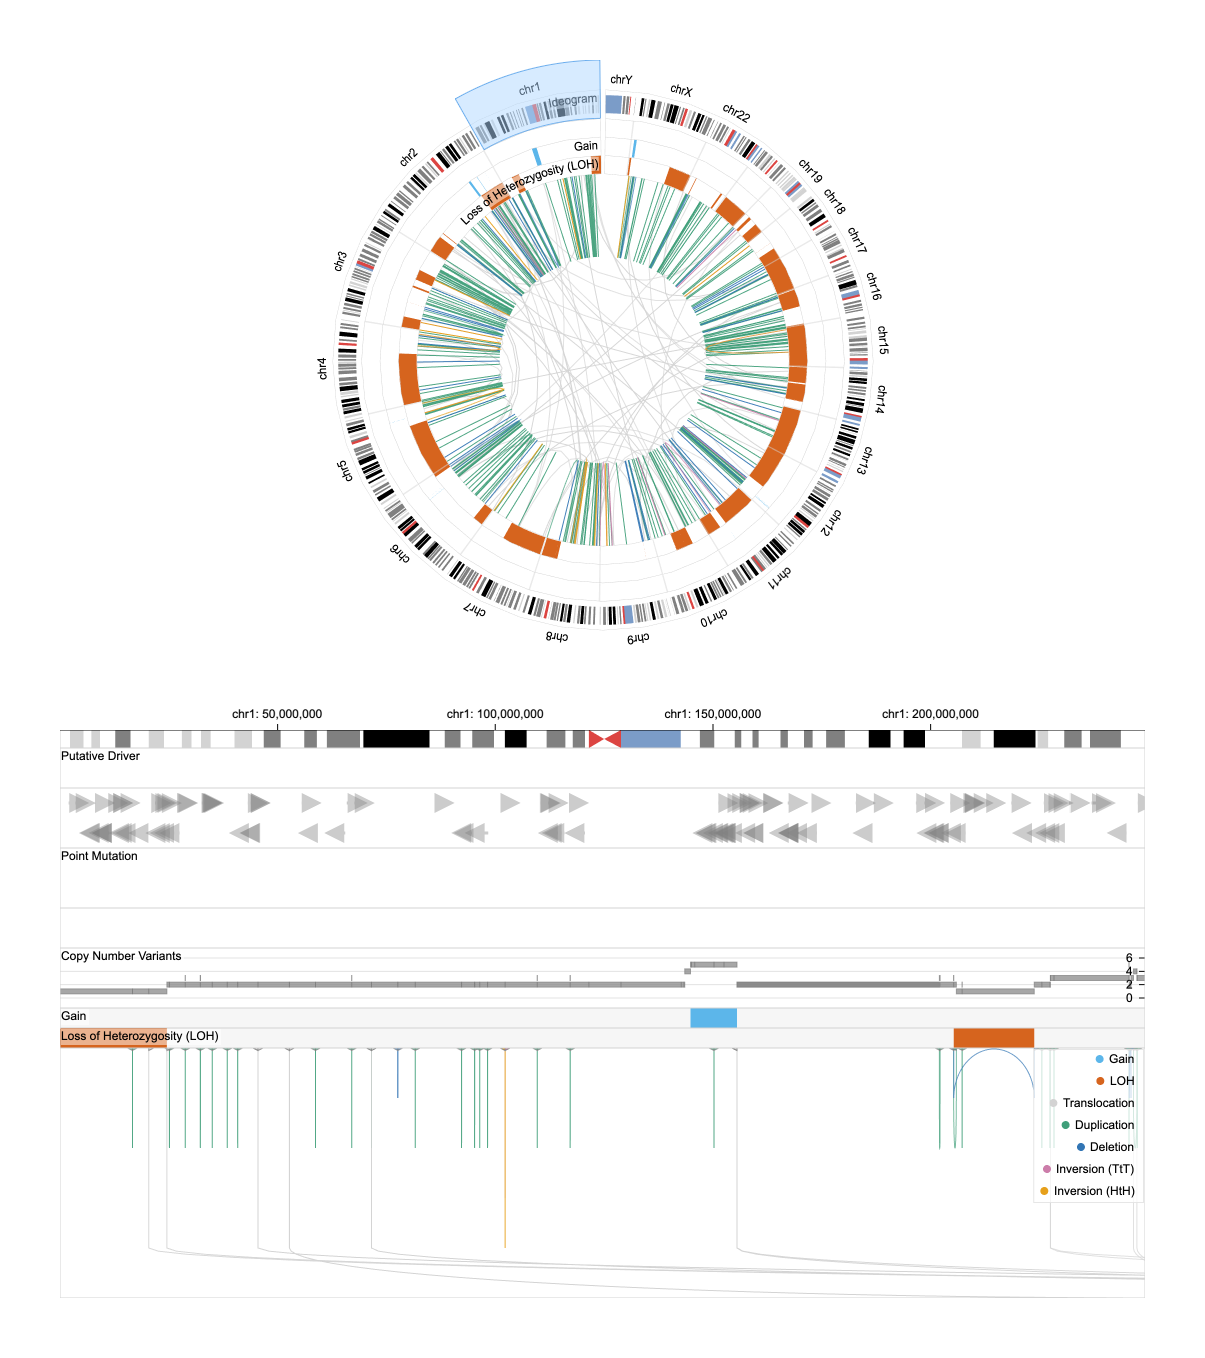 chrY
chrX
chr22
chr19
chr18
chr17
chr16
chr15
chr14
chr13
chr12
chr11
chr10
chr9
chr8
chr7
chr6
chr5
chr4
chr3
chr2
chr1
Ideogram
Gain
Loss of Heterozygosity (LOH)
chr1: 50,000,000 chr1: 100,000,000 chr1: 150,000,000 chr1: 200,000,000
Putative Driver
Point Mutation
Copy Number Variants
6
4
2
0
Gain
Loss of Heterozygosity (LOH)
Gain
LOH
Translocation
Duplication
Deletion
Inversion (TtT)
Inversion (HtH)